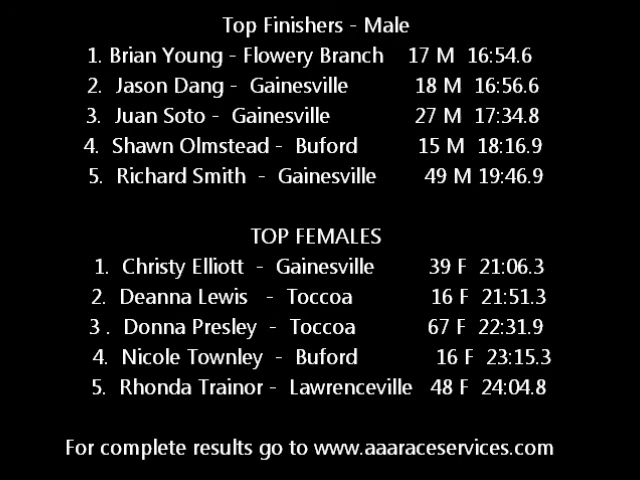 Top Finishers - Male
1. Brian Young - Flowery Branch 17 M 16:54.6
2. Jason Dang - Gainesville 18 M 16:56.6
3. Juan Soto - Gainesville 27 M 17:34.8
4. Shawn Olmstead - Buford 15 M 18:16.9
5. Richard Smith - Gainesville 49 M 19:46.9
TOP FEMALES
1. Christy Elliott - Gainesville 39 F 21:06.3
2. Deanna Lewis - Toccoa 16 F 21:51.3
3 . Donna Presley - Toccoa 67 F 22:31.9
4. Nicole Townley - Buford 16 F 23:15.3
5. Rhonda Trainor - Lawrenceville 48 F 24:04.8
For complete results go to www.aaaraceservices.com